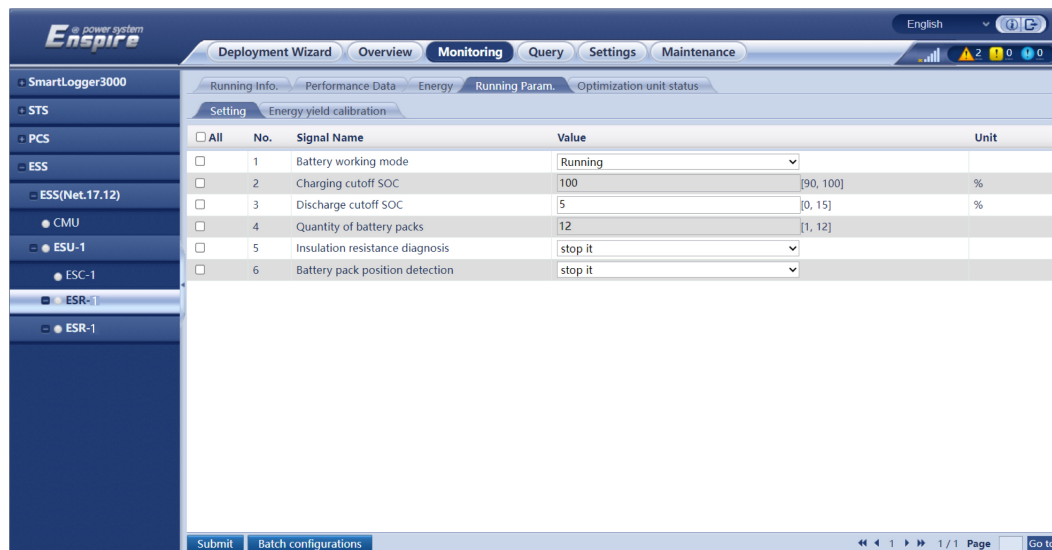 e power system
Enspire
English
Deployment Wizard Overview Monitoring Query Settings Maintenance
2 0 0
SmartLogger3000
STS
PCS
ESS
ESS(Net.17.12)
CMU
ESU-1
ESC-1
ESR-1
ESR-1
Running Info. Performance Data Energy Running Param. Optimization unit status
Setting Energy yield calibration
All No. Signal Name Value Unit
1 Battery working mode Running
2 Charging cutoff SOC 100 [90, 100] %
3 Discharge cutoff SOC 5 [0, 15] %
4 Quantity of battery packs 12 [1, 12]
5 Insulation resistance diagnosis stop it
6 Battery pack position detection stop it
Submit Batch configurations
1 1/1 Page Go to